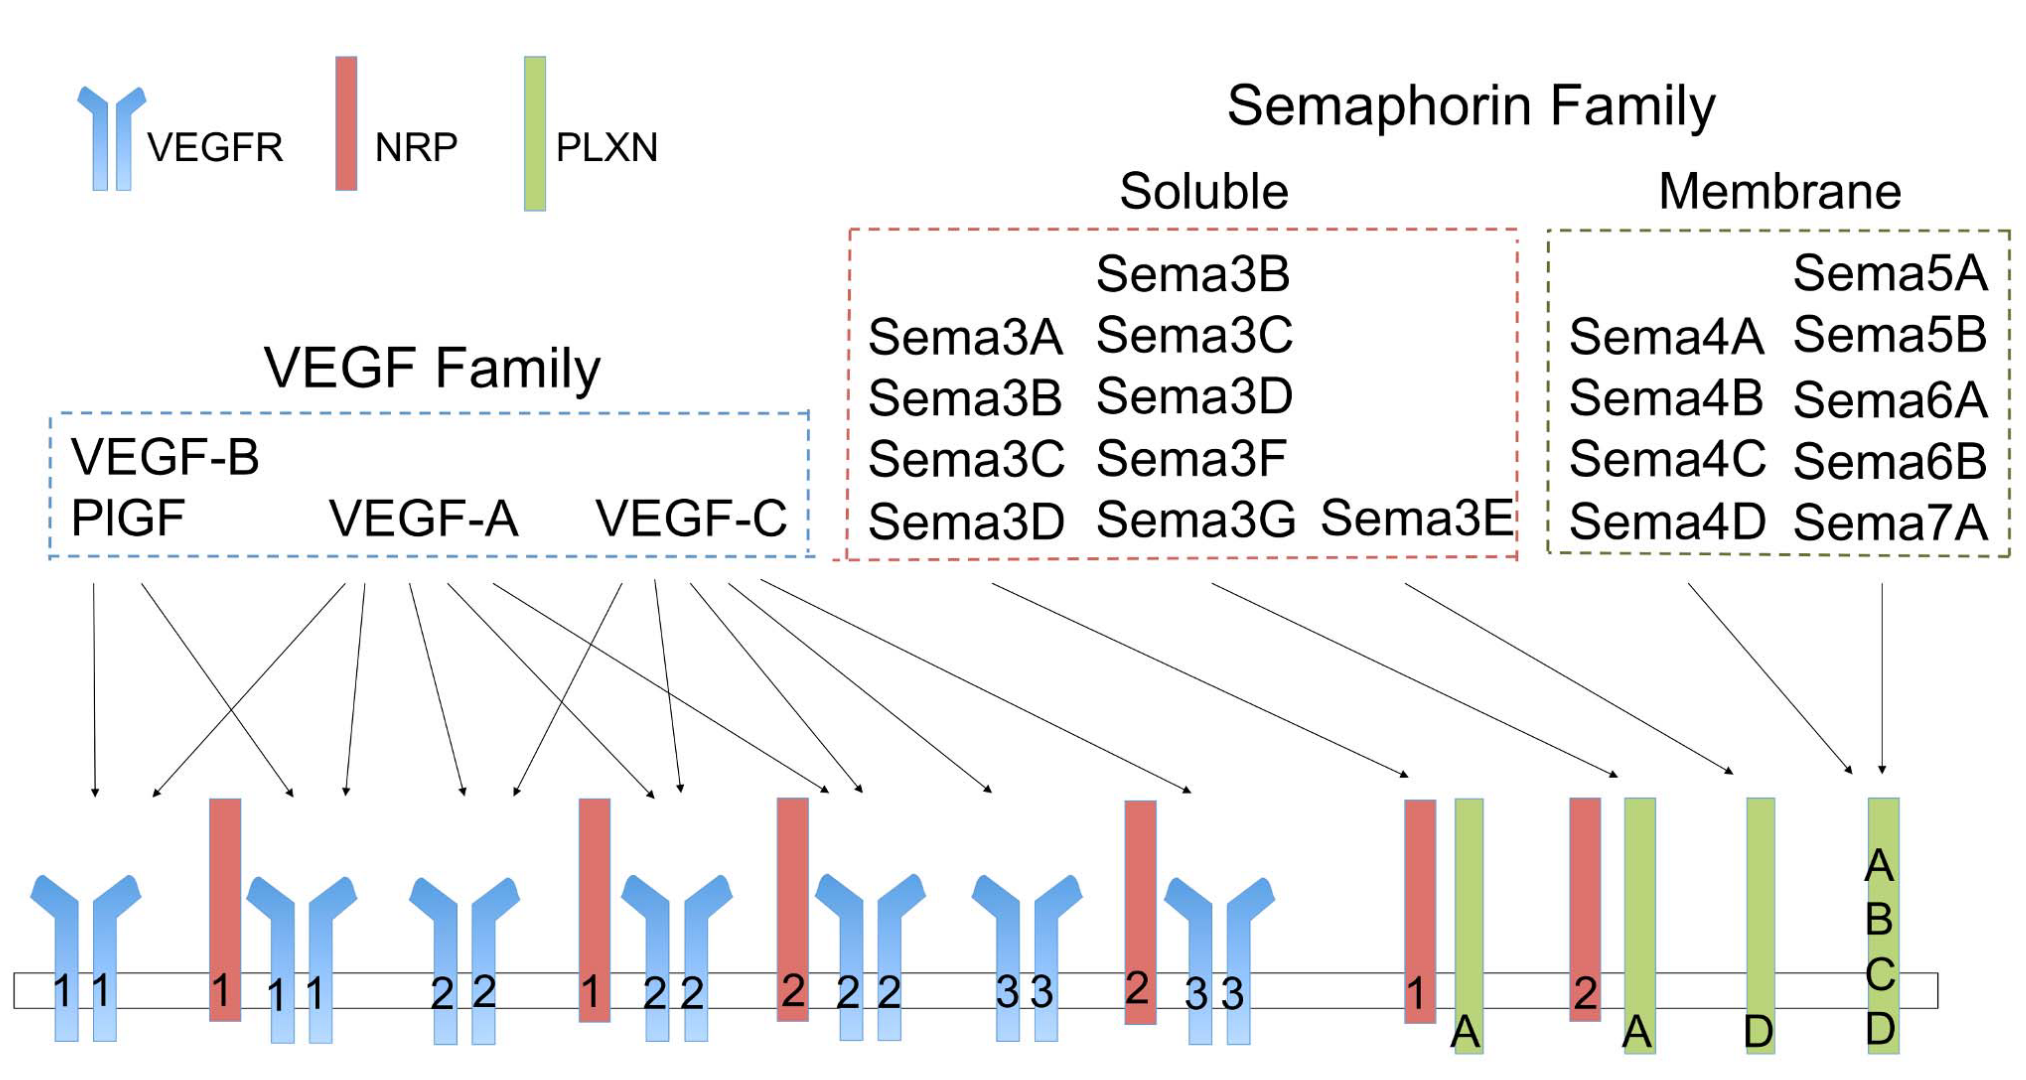 VEGFR
NRP
PLXN
Semaphorin Family
Soluble
Membrane
VEGF Family
VEGF-B
PlGF
VEGF-A
VEGF-C
Sema3A
Sema3B
Sema3C
Sema3D
Sema3B
Sema3C
Sema3D
Sema3F
Sema3G
Sema3E
Sema4A
Sema4B
Sema4C
Sema4D
Sema5A
Sema5B
Sema6A
Sema6B
Sema7A
1 1
1
1 1
2 2
1
2 2
2
2 2
3 3
2
3 3
1
A
2
A
D
A
B
C
D